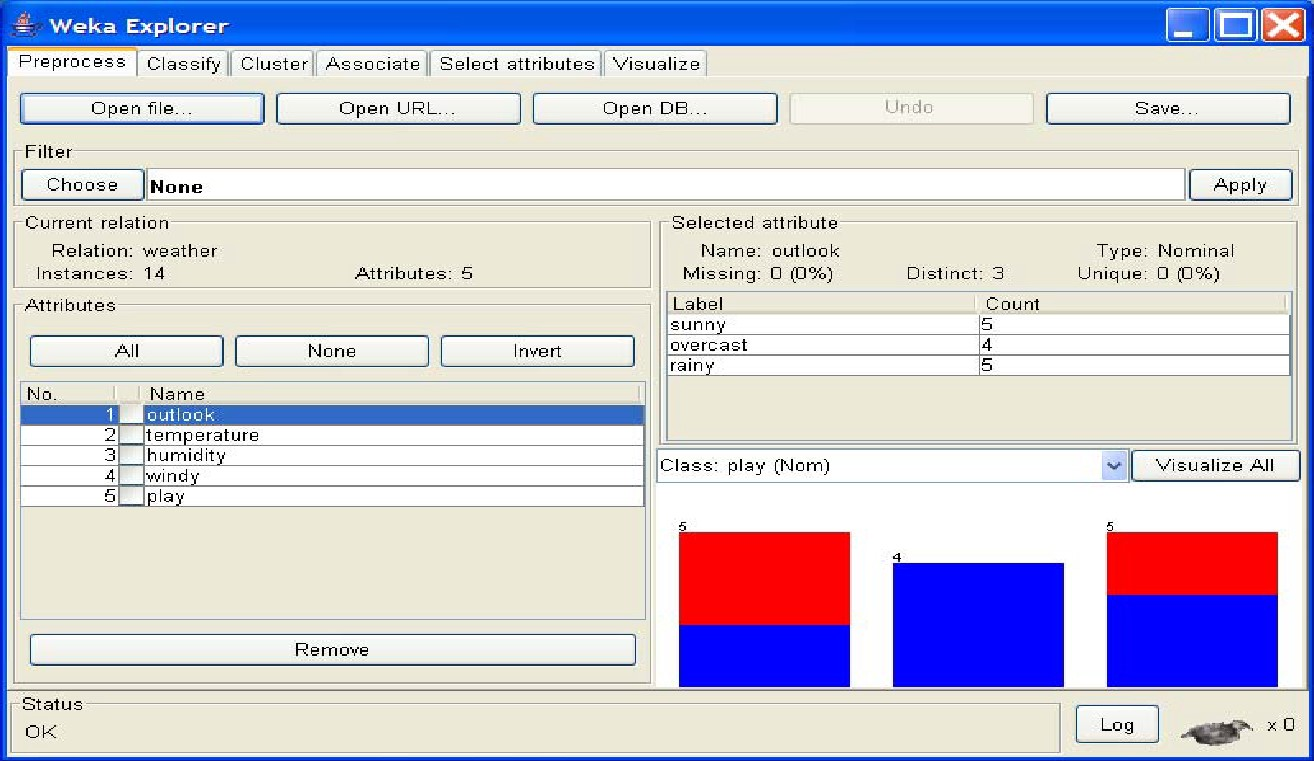 Weka Explorer
Preprocess Classify Cluster Associate Select attributes Visualize
Open file... Open URL... Open DB... Undo Save...
Filter
Choose None Apply
Current relation
Relation: weather
Instances: 14 Attributes: 5
Attributes
All None Invert
No. Name
1 outlook
2 temperature
3 humidity
4 windy
5 play
Remove
Selected attribute
Name: outlook Type: Nominal
Missing: 0 (0%) Distinct: 3 Unique: 0 (0%)
Label Count
sunny 5
overcast 4
rainy 5
Class: play (Nom) Visualize All
5 4 5
Status
OK
Log x 0